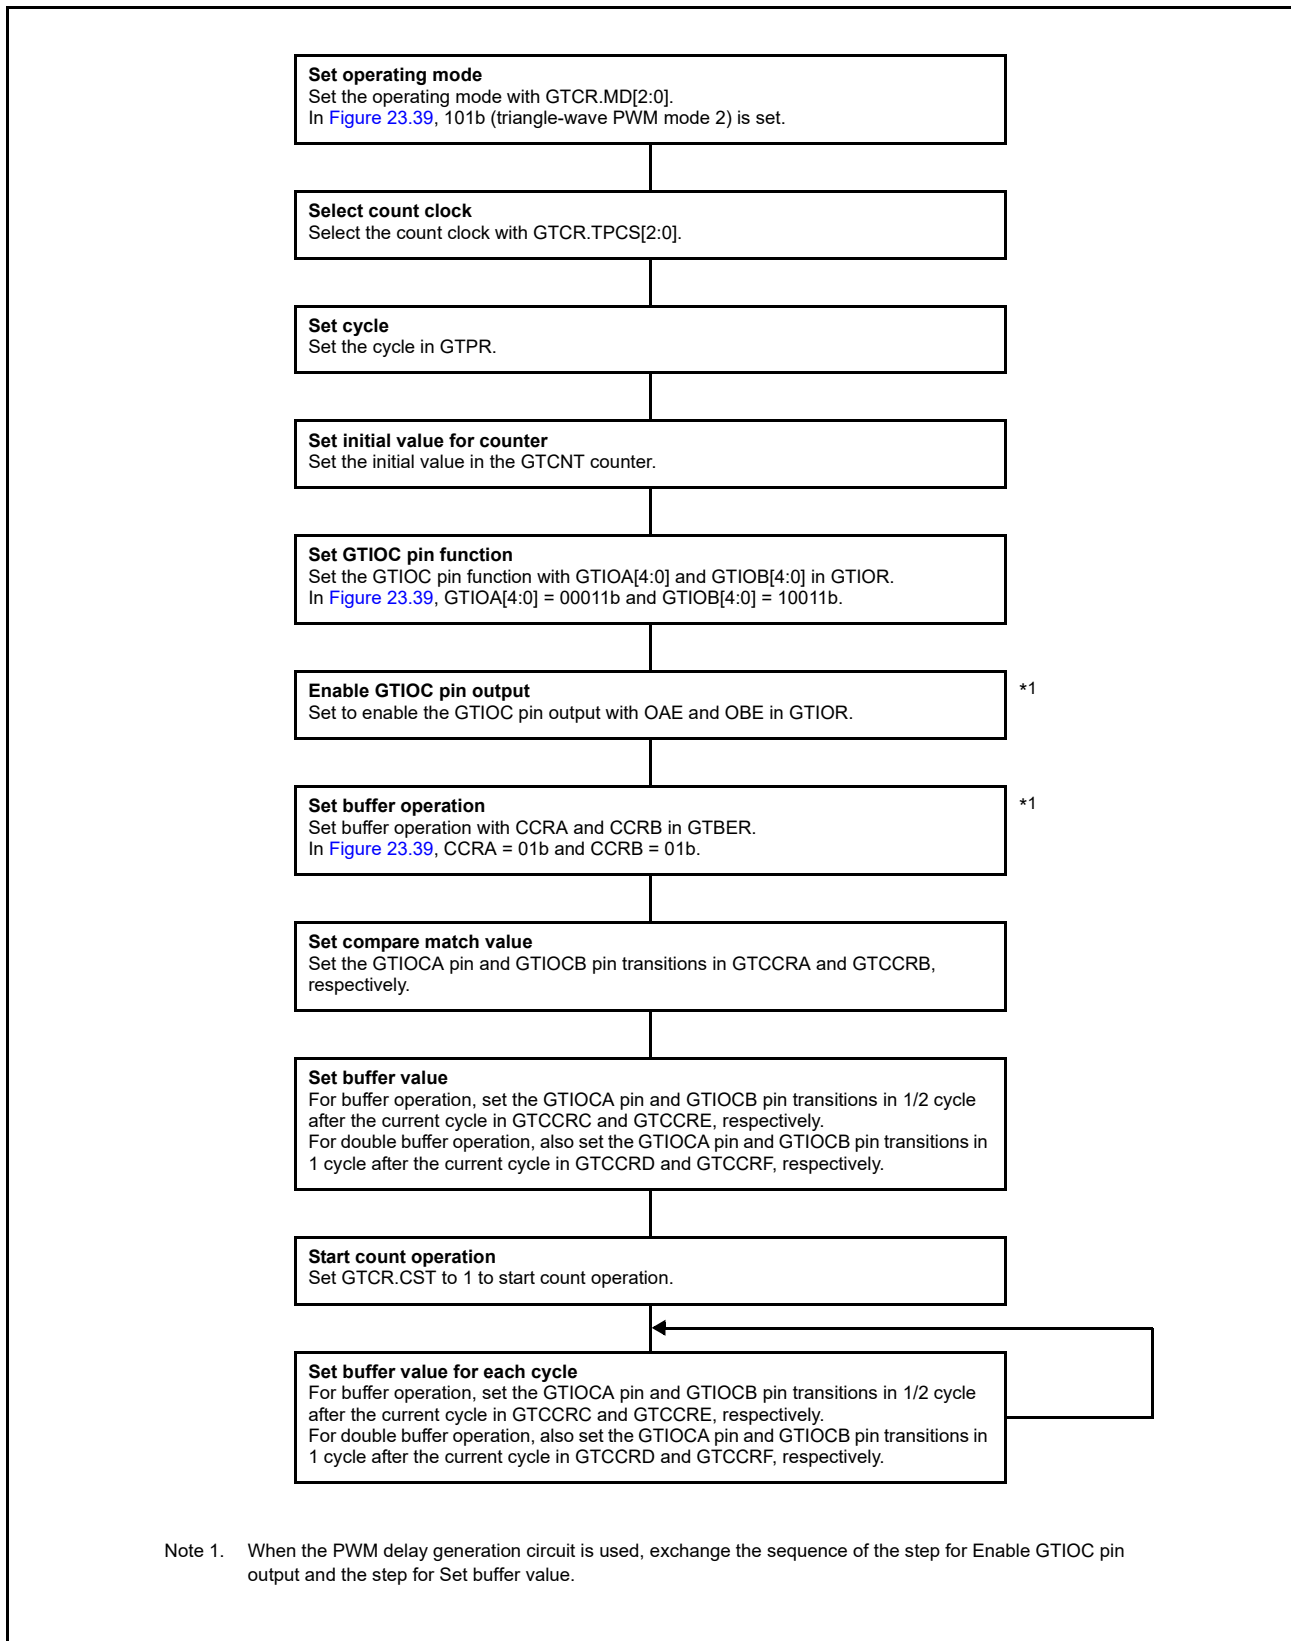 Set operating mode
Set the operating mode with GTCR.MD[2:0].
In Figure 23.39, 101b (triangle-wave PWM mode 2) is set.
Select count clock
Select the count clock with GTCR.TPCS[2:0].
Set cycle
Set the cycle in GTPR.
Set initial value for counter
Set the initial value in the GTCNT counter.
Set GTIOC pin function
Set the GTIOC pin function with GTIOA[4:0] and GTIOB[4:0] in GTIOR.
In Figure 23.39, GTIOA[4:0] = 00011b and GTIOB[4:0] = 10011b.
Enable GTIOC pin output
*1
Set to enable the GTIOC pin output with OAE and OBE in GTIOR.
Set buffer operation
*1
Set buffer operation with CCRA and CCRB in GTBER.
In Figure 23.39, CCRA = 01b and CCRB = 01b.
Set compare match value
Set the GTIOCA pin and GTIOCB pin transitions in GTCCRA and GTCCRB,
respectively.
Set buffer value
For buffer operation, set the GTIOCA pin and GTIOCB pin transitions in 1/2 cycle
after the current cycle in GTCCRC and GTCCRE, respectively.
For double buffer operation, also set the GTIOCA pin and GTIOCB pin transitions in
1 cycle after the current cycle in GTCCRD and GTCCRF, respectively.
Start count operation
Set GTCR.CST to 1 to start count operation.
Set buffer value for each cycle
For buffer operation, set the GTIOCA pin and GTIOCB pin transitions in 1/2 cycle
after the current cycle in GTCCRC and GTCCRE, respectively.
For double buffer operation, also set the GTIOCA pin and GTIOCB pin transitions in
1 cycle after the current cycle in GTCCRD and GTCCRF, respectively.
Note 1. When the PWM delay generation circuit is used, exchange the sequence of the step for Enable GTIOC pin
output and the step for Set buffer value.